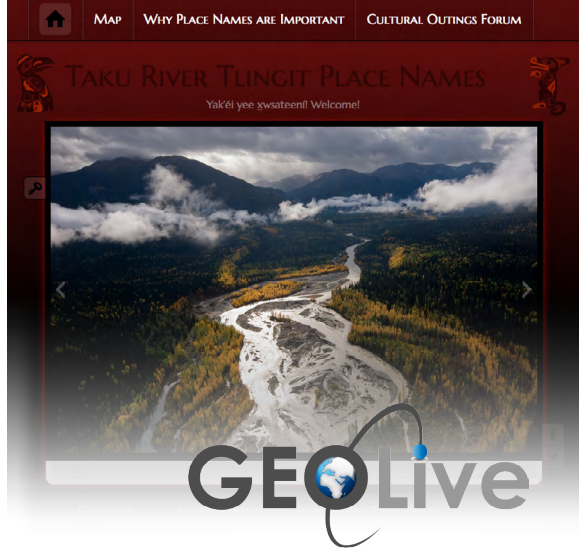 Map Why Place Names are Important Cultural Outings Forum
Taku River Tlingit Place Names
Yak'éi yee x̱wsateení! Welcome!
GEOLive